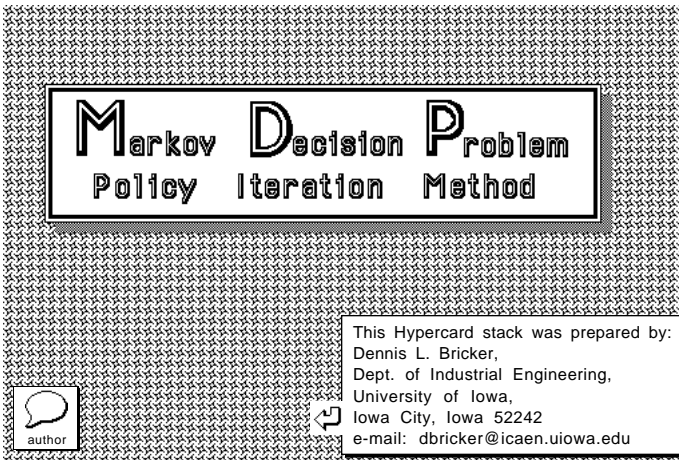 Markov Decision Problem
Policy Iteration Method
This Hypercard stack was prepared by:
Dennis L. Bricker,
Dept. of Industrial Engineering,
University of Iowa,
Iowa City, Iowa 52242
e-mail: dbricker@icaen.uiowa.edu
author